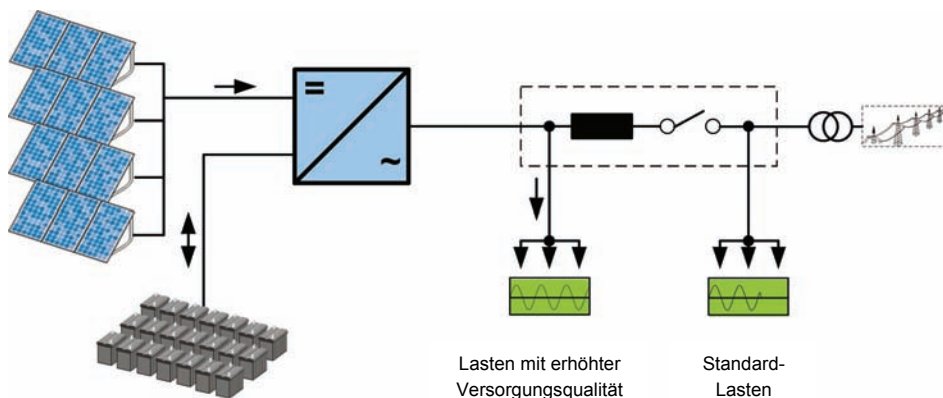 =
~
Lasten mit erhöhter
Versorgungsqualität
Standard-
Lasten